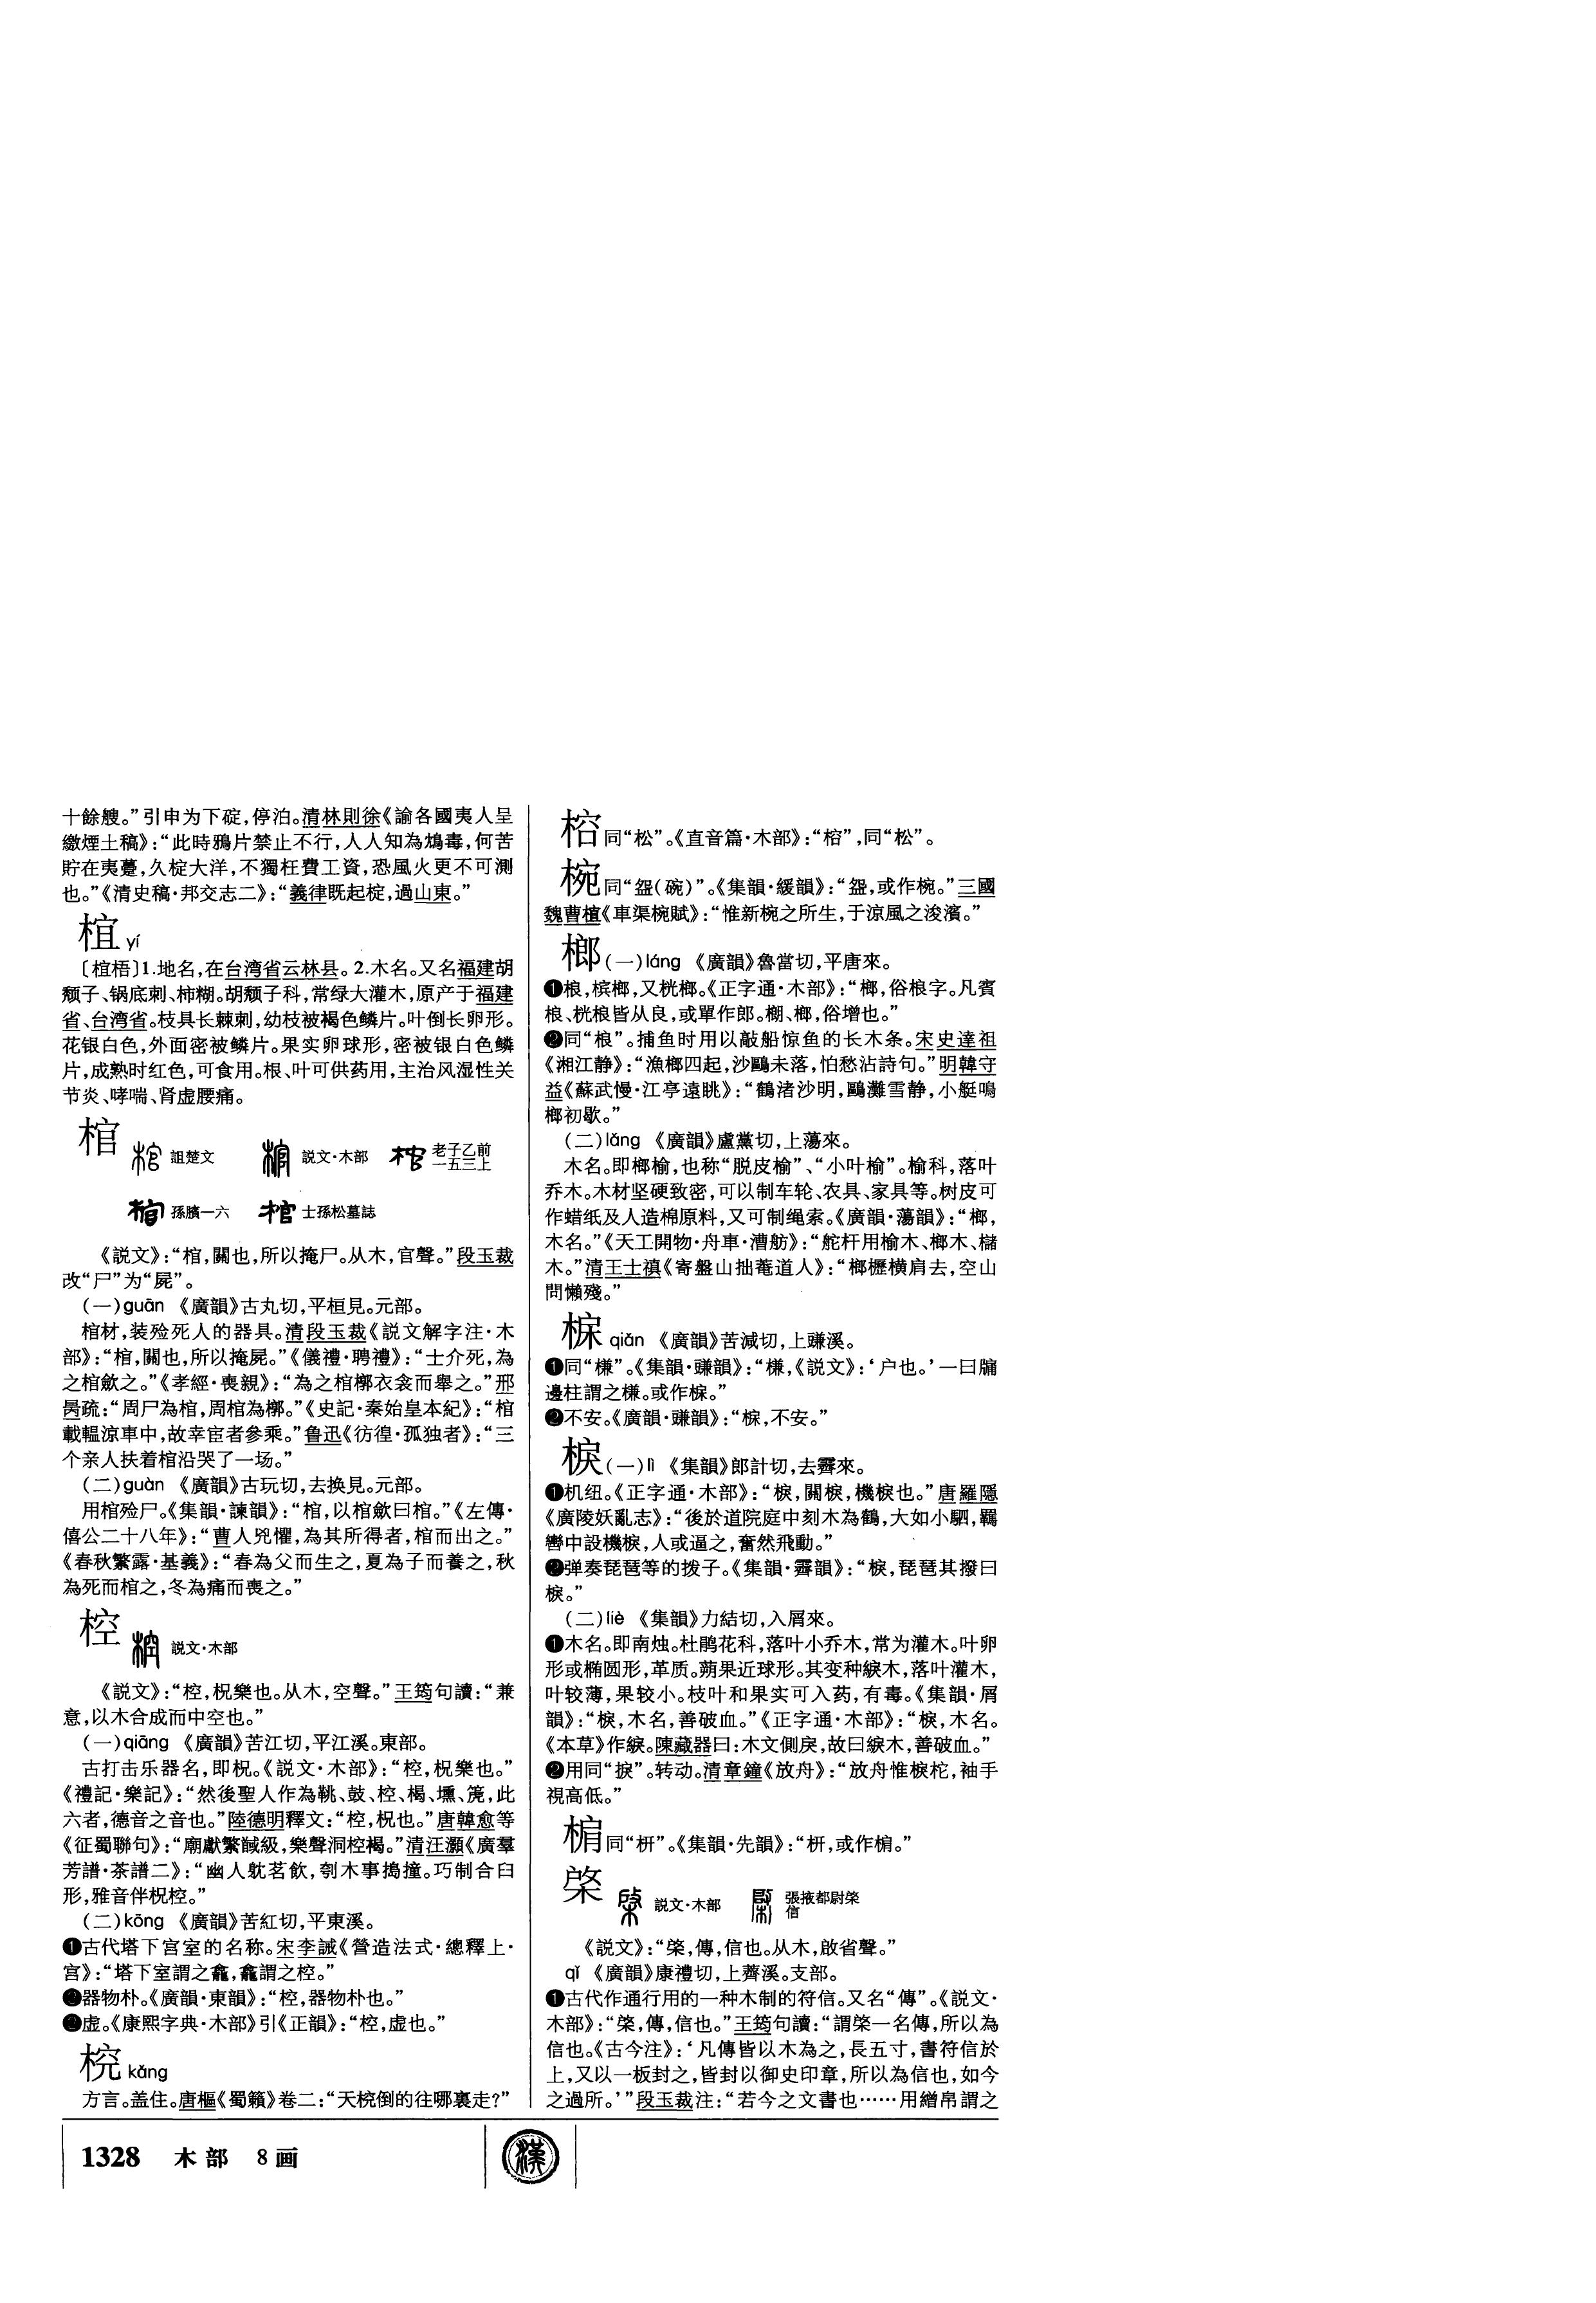 十餘艘。”引申为下碇,停泊。清林則徐《諭各國夷人呈
繳煙土稿》:“此時鴉片禁止不行,人人知為鴆毒,何苦
貯在夷躉,久椗大洋,不獨枉費工資,恐風火更不可測
也。”《清史稿·邦交志二》:“義律既起椗,過山東。”
椬 yí
〔椬梧〕1.地名,在台湾省云林县。2.木名。又名福建胡
颓子、锅底刺、柿糊。胡颓子科,常绿大灌木,原产于福建
省、台湾省。枝具长棘刺,幼枝被褐色鳞片。叶倒长卵形。
花银白色,外面密被鳞片。果实卵球形,密被银白色鳞
片,成熟时红色,可食用。根、叶可供药用,主治风湿性关
节炎、哮喘、肾虚腰痛。
棺 詛楚文 説文·木部 老子乙前一五三上
孫臏一六 士孫松墓誌
《説文》:“棺,關也,所以掩尸。从木,官聲。”段玉裁
改“尸”为“屍”。
(一)guān 《廣韻》古丸切,平桓見。元部。
棺材,装殓死人的器具。清段玉裁《説文解字注·木
部》:“棺,關也,所以掩屍。”《儀禮·聘禮》:“士介死,為
之棺歛之。”《孝經·喪親》:“為之棺槨衣衾而舉之。”邢
昺疏:“周尸為棺,周棺為槨。”《史記·秦始皇本紀》:“棺
載輼涼車中,故幸宦者參乘。”鲁迅《彷徨·孤独者》:“三
个亲人扶着棺沿哭了一场。”
(二)guàn 《廣韻》古玩切,去换見。元部。
用棺殓尸。《集韻·諫韻》:“棺,以棺歛曰棺。”《左傳·
僖公二十八年》:“曹人兇懼,為其所得者,棺而出之。”
《春秋繁露·基義》:“春為父而生之,夏為子而養之,秋
為死而棺之,冬為痛而喪之。”
椌 説文·木部
《説文》:“椌,柷樂也。从木,空聲。”王筠句讀:“兼
意,以木合成而中空也。”
(一)qiāng 《廣韻》苦江切,平江溪。東部。
古打击乐器名,即柷。《説文·木部》:“椌,柷樂也。”
《禮記·樂記》:“然後聖人作為鞉、鼓、椌、楬、壎、篪,此
六者,德音之音也。”陸德明釋文:“椌,柷也。”唐韓愈等
《征蜀聯句》:“廟獻繁馘級,樂聲洞椌楬。”清汪灝《廣羣
芳譜·茶譜二》:“幽人躭茗飲,刳木事搗撞。巧制合臼
形,雅音伴柷椌。”
(二)kōng 《廣韻》苦紅切,平東溪。
❶古代塔下宫室的名称。宋李誡《營造法式·總釋上·
宫》:“塔下室謂之龕,龕謂之椌。”
❷器物朴。《廣韻·東韻》:“椌,器物朴也。”
❷虚。《康熙字典·木部》引《正韻》:“椌,虚也。”
㮾 kǎng
方言。盖住。唐樞《蜀籟》卷二:“天㮾倒的往哪裏走?”
㮤同“松”。《直音篇·木部》:“㮤”,同“松”。
椀同“䀀(碗)”。《集韻·緩韻》:“䀀,或作椀。”三國
魏曹植《車渠椀賦》:“惟新椀之所生,于涼風之浚濱。”
榔(一)láng 《廣韻》魯當切,平唐來。
❶桹,槟榔,又桄榔。《正字通·木部》:“榔,俗桹字。凡賓
桹、桄桹皆从良,或單作郎。榔、榔,俗增也。”
❷同“桹”。捕鱼时用以敲船惊鱼的长木条。宋史達祖
《湘江静》:“漁榔四起,沙鷗未落,怕愁沾詩句。”明韓守
益《蘇武慢·江亭遠眺》:“鶴渚沙明,鷗灘雪静,小艇鳴
榔初歇。”
(二)lǎng 《廣韻》盧黨切,上蕩來。
木名。即榔榆,也称“脱皮榆”、“小叶榆”。榆科,落叶
乔木。木材坚硬致密,可以制车轮、农具、家具等。树皮可
作蜡纸及人造棉原料,又可制绳索。《廣韻·蕩韻》:“榔,
木名。”《天工開物·舟車·漕舫》:“舵杆用榆木、榔木、櫧
木。”清王士禛《寄盤山拙菴道人》:“榔櫪横肩去,空山
問懶殘。”
㮇 qiǎn 《廣韻》苦減切,上豏溪。
❶同“槏”。《集韻·豏韻》:“槏,《説文》:‘户也。’一曰牖
邊柱謂之槏。或作㮇。”
❷不安。《廣韻·豏韻》:“㮇,不安。”
棙(一)lì 《集韻》郎計切,去霽來。
❶机纽。《正字通·木部》:“棙,關棙,機棙也。”唐羅隱
《廣陵妖亂志》:“後於道院庭中刻木為鶴,大如小駟,羈
轡中設機棙,人或逼之,奮然飛動。”
❷弹奏琵琶等的拨子。《集韻·霽韻》:“棙,琵琶其撥曰
棙。”
(二)liè 《集韻》力結切,入屑來。
❶木名。即南烛。杜鹃花科,落叶小乔木,常为灌木。叶卵
形或椭圆形,革质。蒴果近球形。其变种綟木,落叶灌木,
叶较薄,果较小。枝叶和果实可入药,有毒。《集韻·屑
韻》:“棙,木名,善破血。”《正字通·木部》:“棙,木名。
《本草》作綟。陳藏器曰:木文側戾,故曰綟木,善破血。”
❷用同“捩”。转动。清章鐘《放舟》:“放舟惟棙柁,袖手
視高低。”
㮒同“枅”。《集韻·先韻》:“枅,或作㮒。”
棨 説文·木部 張掖都尉棨信
《説文》:“棨,傳,信也。从木,啟省聲。”
qǐ 《廣韻》康禮切,上薺溪。支部。
❶古代作通行用的一种木制的符信。又名“傳”。《説文·
木部》:“棨,傳,信也。”王筠句讀:“謂棨一名傳,所以為
信也。《古今注》:‘凡傳皆以木為之,長五寸,書符信於
上,又以一板封之,皆封以御史印章,所以為信也,如今
之過所。’”段玉裁注:“若今之文書也……用繒帛謂之
1328 木部 8画
漢